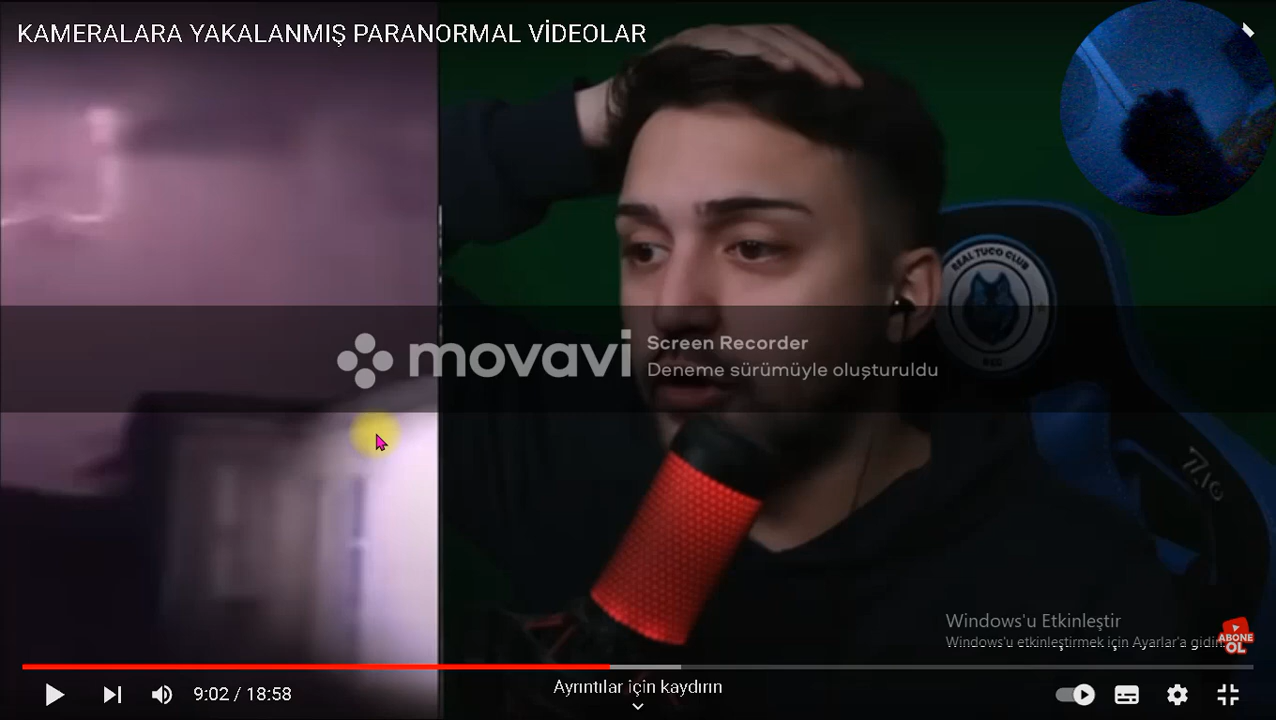 KAMERALARA YAKALANMIŞ PARANORMAL VİDEOLAR
REAL TUCO CLUB
movavi
Screen Recorder
Deneme sürümüyle oluşturuldu
Windows'u Etkinleştir
Windows'u etkinleştirmek için Ayarlar'a gidin
ABONE
OL
9:02 / 18:58
Ayrıntılar için kaydırın